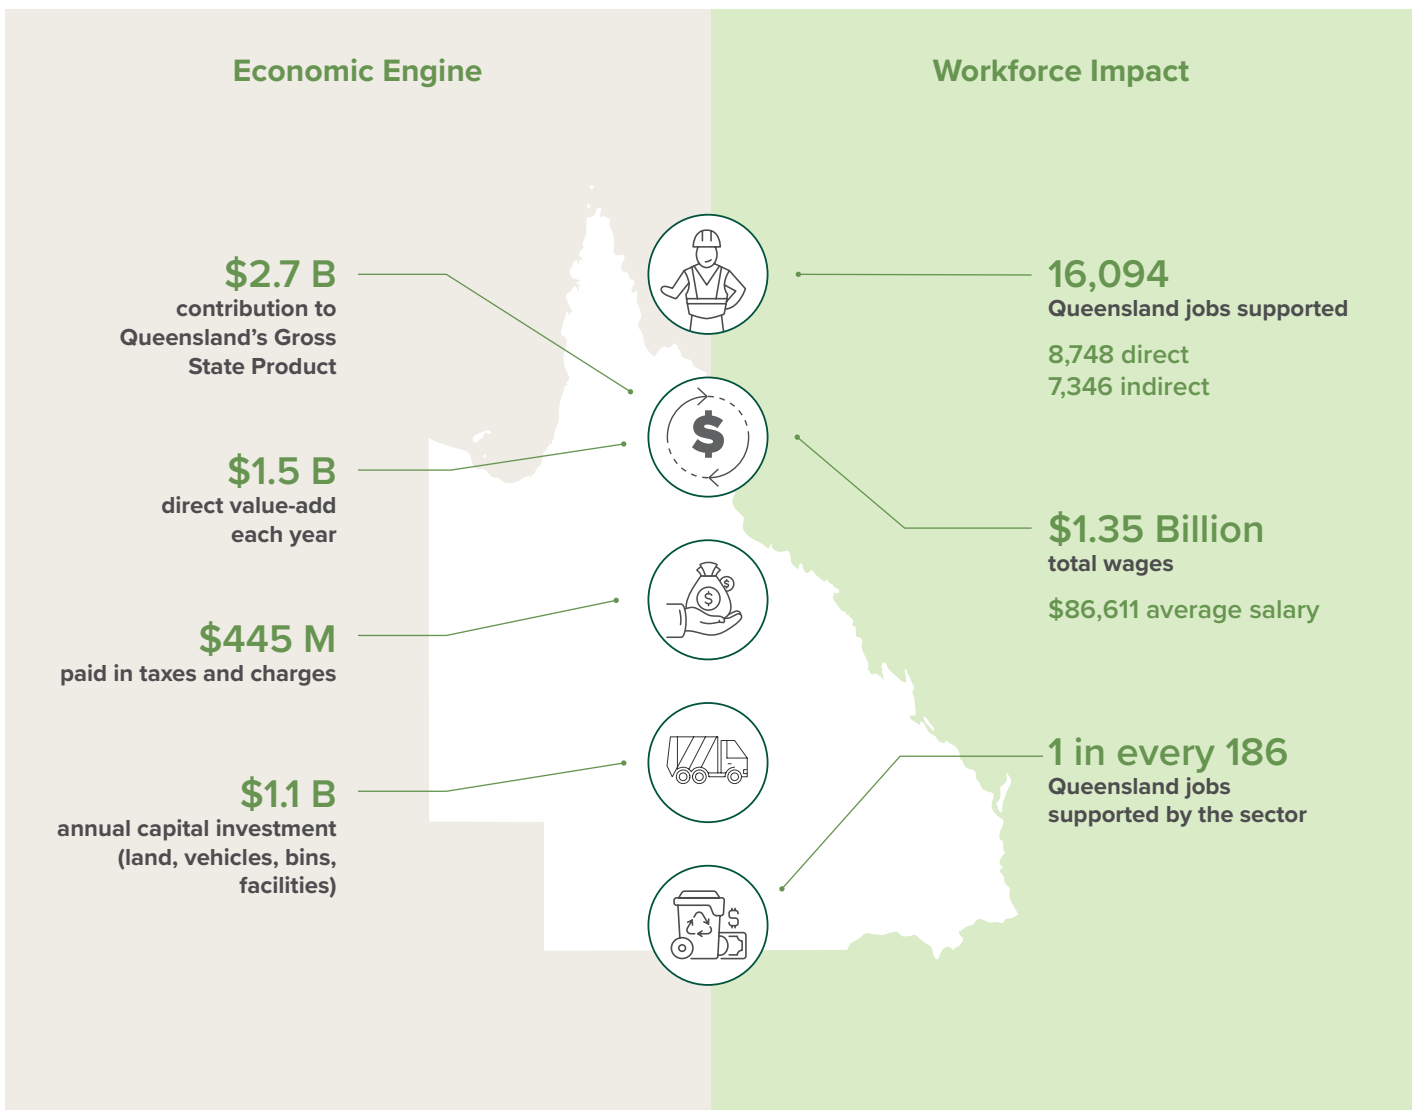 Economic Engine
$2.7 B
contribution to
Queensland’s Gross
State Product
$1.5 B
direct value-add
each year
$445 M
paid in taxes and charges
$1.1 B
annual capital investment
(land, vehicles, bins,
facilities)
$
$
$
$
Workforce Impact
16,094
Queensland jobs supported
8,748 direct
7,346 indirect
$1.35 Billion
total wages
$86,611 average salary
1 in every 186
Queensland jobs
supported by the sector